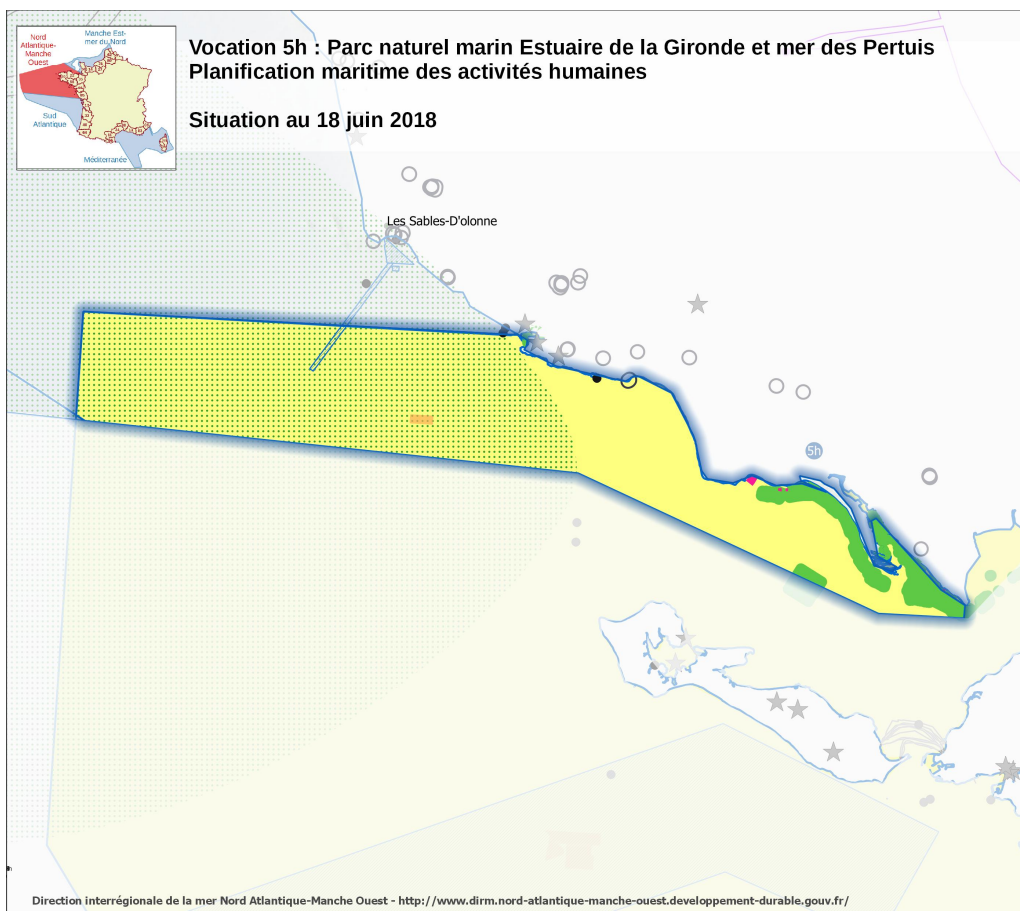 Nord
Atlantique-
Manche
Ouest
Manche Est-
mer du Nord
Sud
Atlantique
Méditerranée
Vocation 5h : Parc naturel marin Estuaire de la Gironde et mer des Pertuis
Planification maritime des activités humaines
Situation au 18 juin 2018
Les Sables-D'olonne
5h
Direction interrégionale de la mer Nord Atlantique-Manche Ouest - http://www.dirm.nord-atlantique-manche-ouest.developpement-durable.gouv.fr/